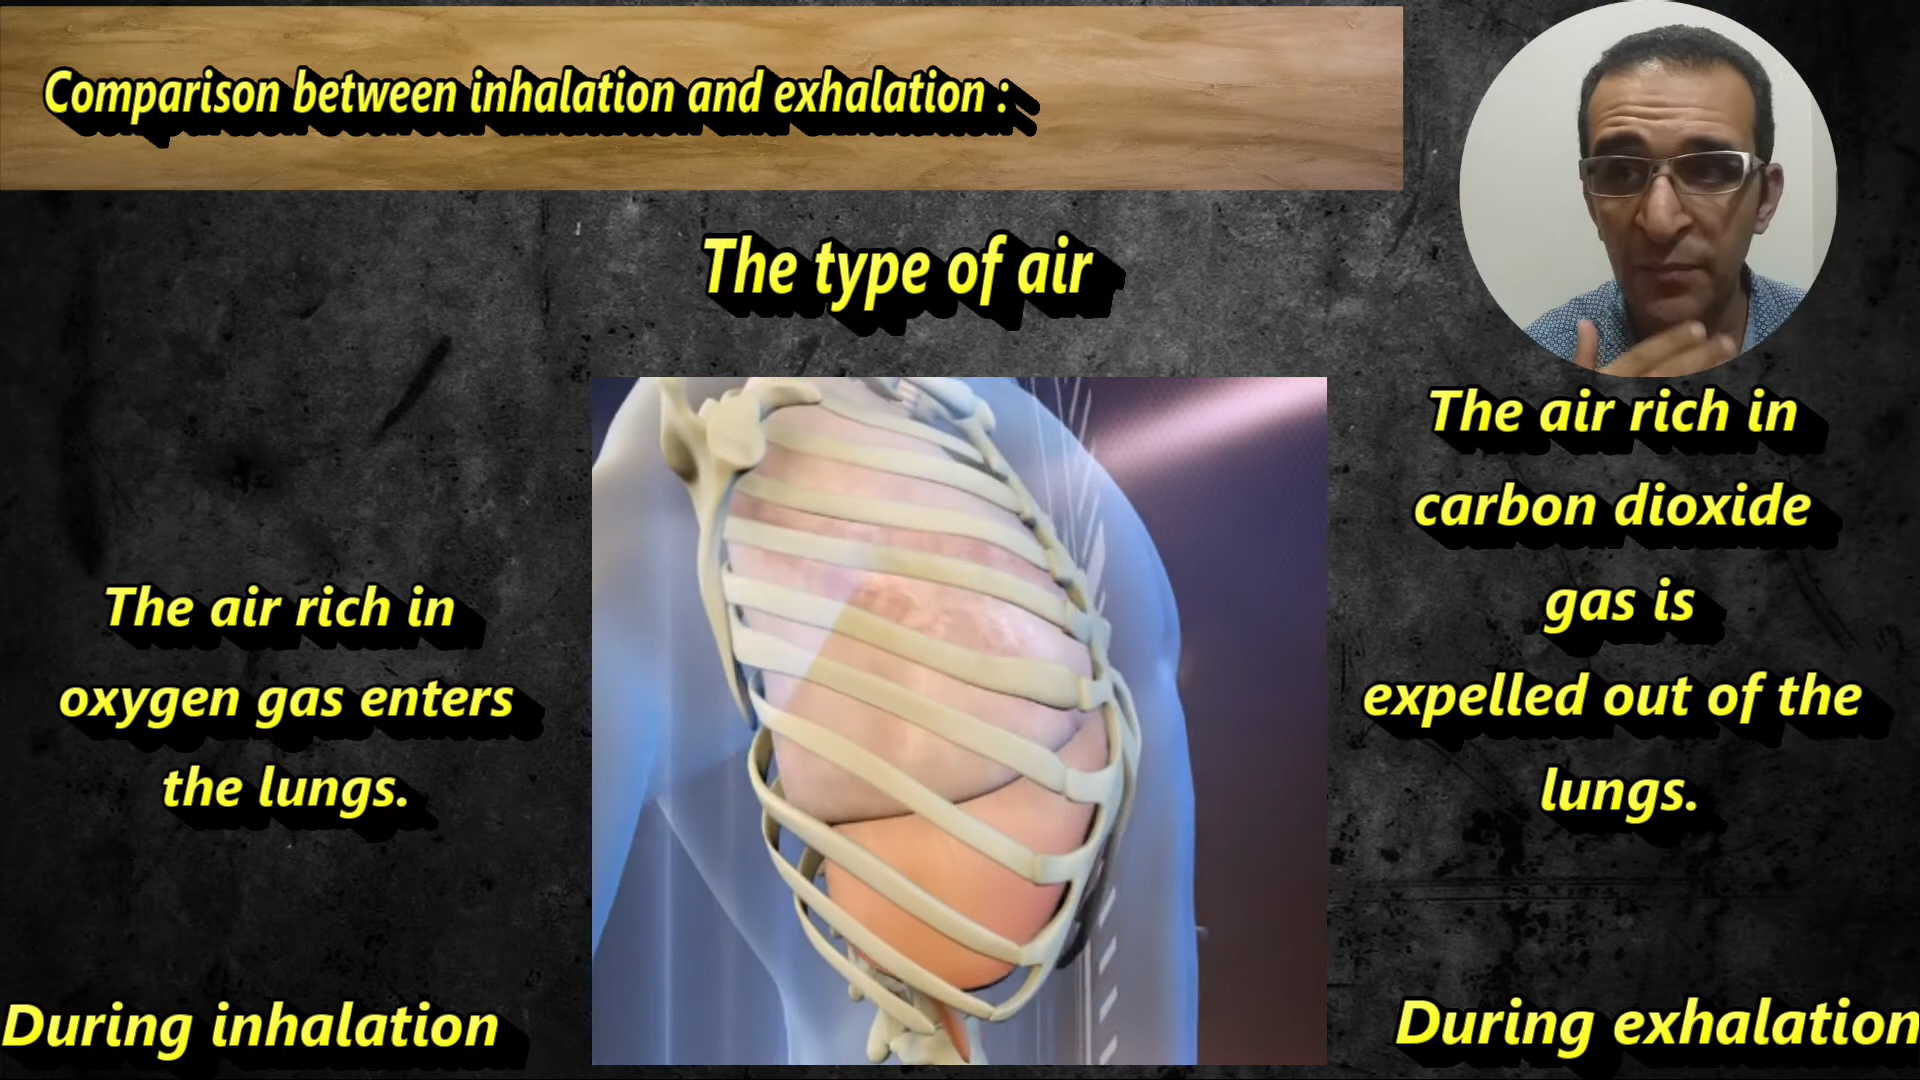 Comparison between inhalation and exhalation :
The type of air
The air rich in
oxygen gas enters
the lungs.
During inhalation
The air rich in
carbon dioxide
gas is
expelled out of the
lungs.
During exhalation